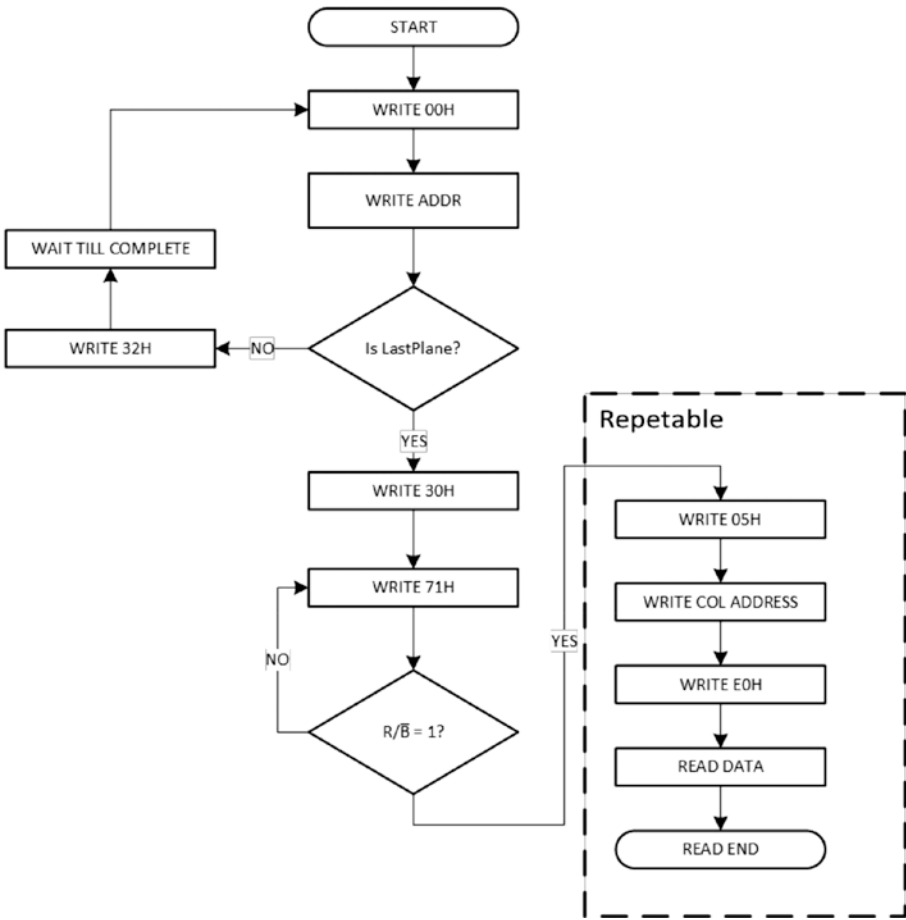 START
WRITE 00H
WRITE ADDR
WAIT TILL COMPLETE
WRITE 32H
NO
Is LastPlane?
YES
WRITE 30H
WRITE 71H
NO
R/B̅ = 1?
YES
Repetable
WRITE 05H
WRITE COL ADDRESS
WRITE E0H
READ DATA
READ END